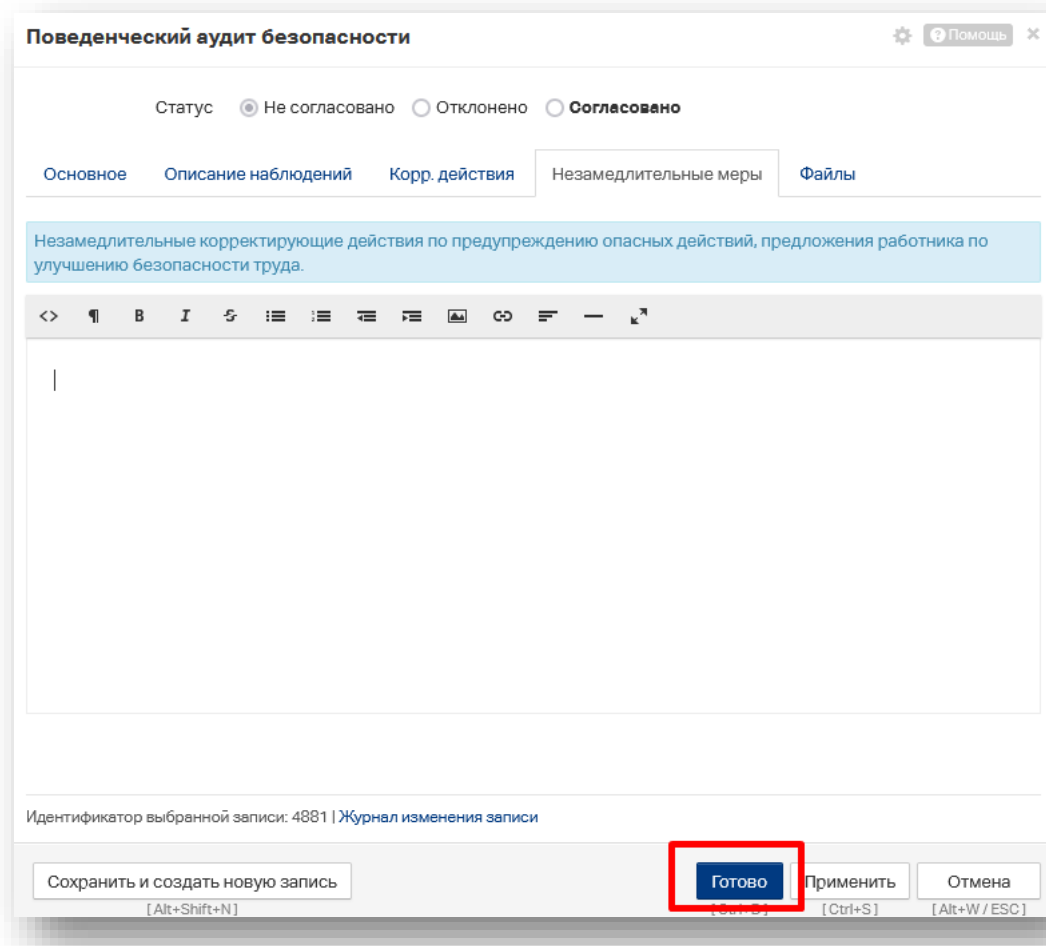 Поведенческий аудит безопасности
Помощь
Статус Не согласовано Отклонено Согласовано
Основное Описание наблюдений Корр. действия Незамедлительные меры Файлы
Незамедлительные корректирующие действия по предупреждению опасных действий, предложения работника по
улучшению безопасности труда.
Идентификатор выбранной записи: 4881 | Журнал изменения записи
Сохранить и создать новую запись Готово Применить Отмена
[Alt+Shift+N] [Ctrl+S] [Alt+W / ESC]